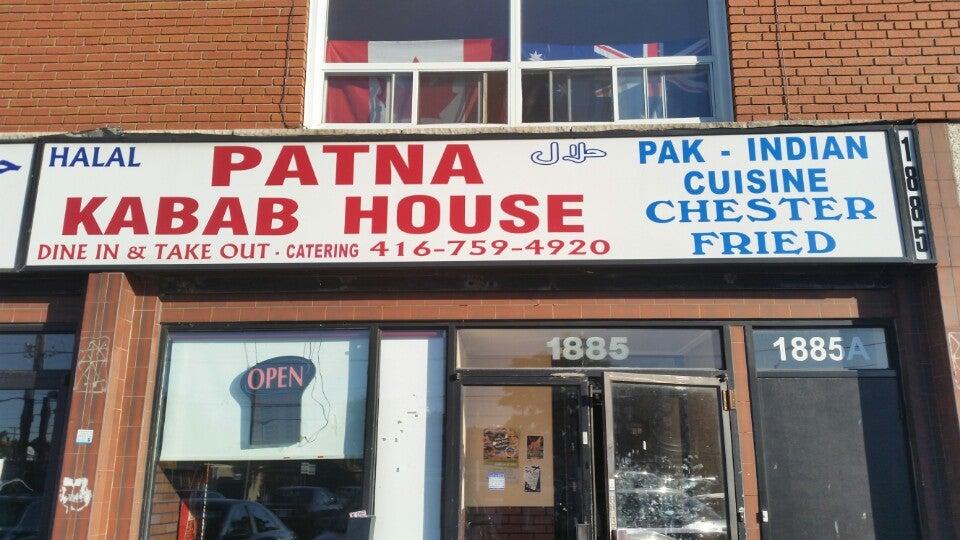 HALAL
PATNA
حلال
KABAB HOUSE
DINE IN & TAKE OUT - CATERING 416-759-4920
PAK - INDIAN
CUISINE
CHESTER
FRIED
1885
OPEN
1885
1885A